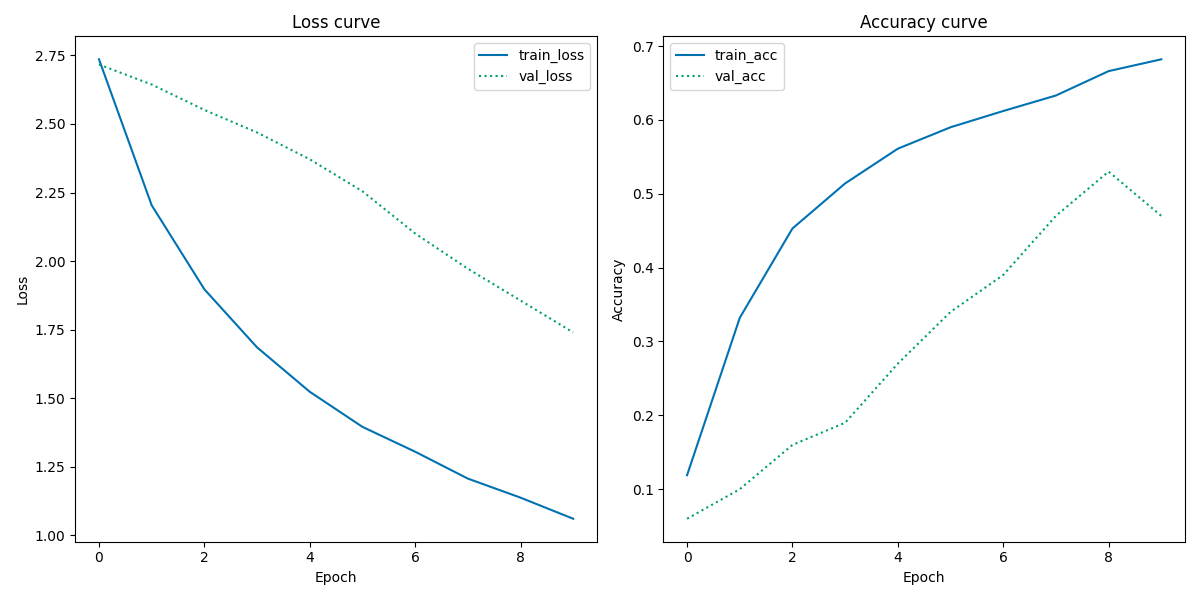 Loss curve
train_loss
val_loss
2.75
2.50
2.25
2.00
1.75
1.50
1.25
1.00
Loss
0
2
4
6
8
Epoch
Accuracy curve
train_acc
val_acc
0.7
0.6
0.5
0.4
0.3
0.2
0.1
Accuracy
0
2
4
6
8
Epoch